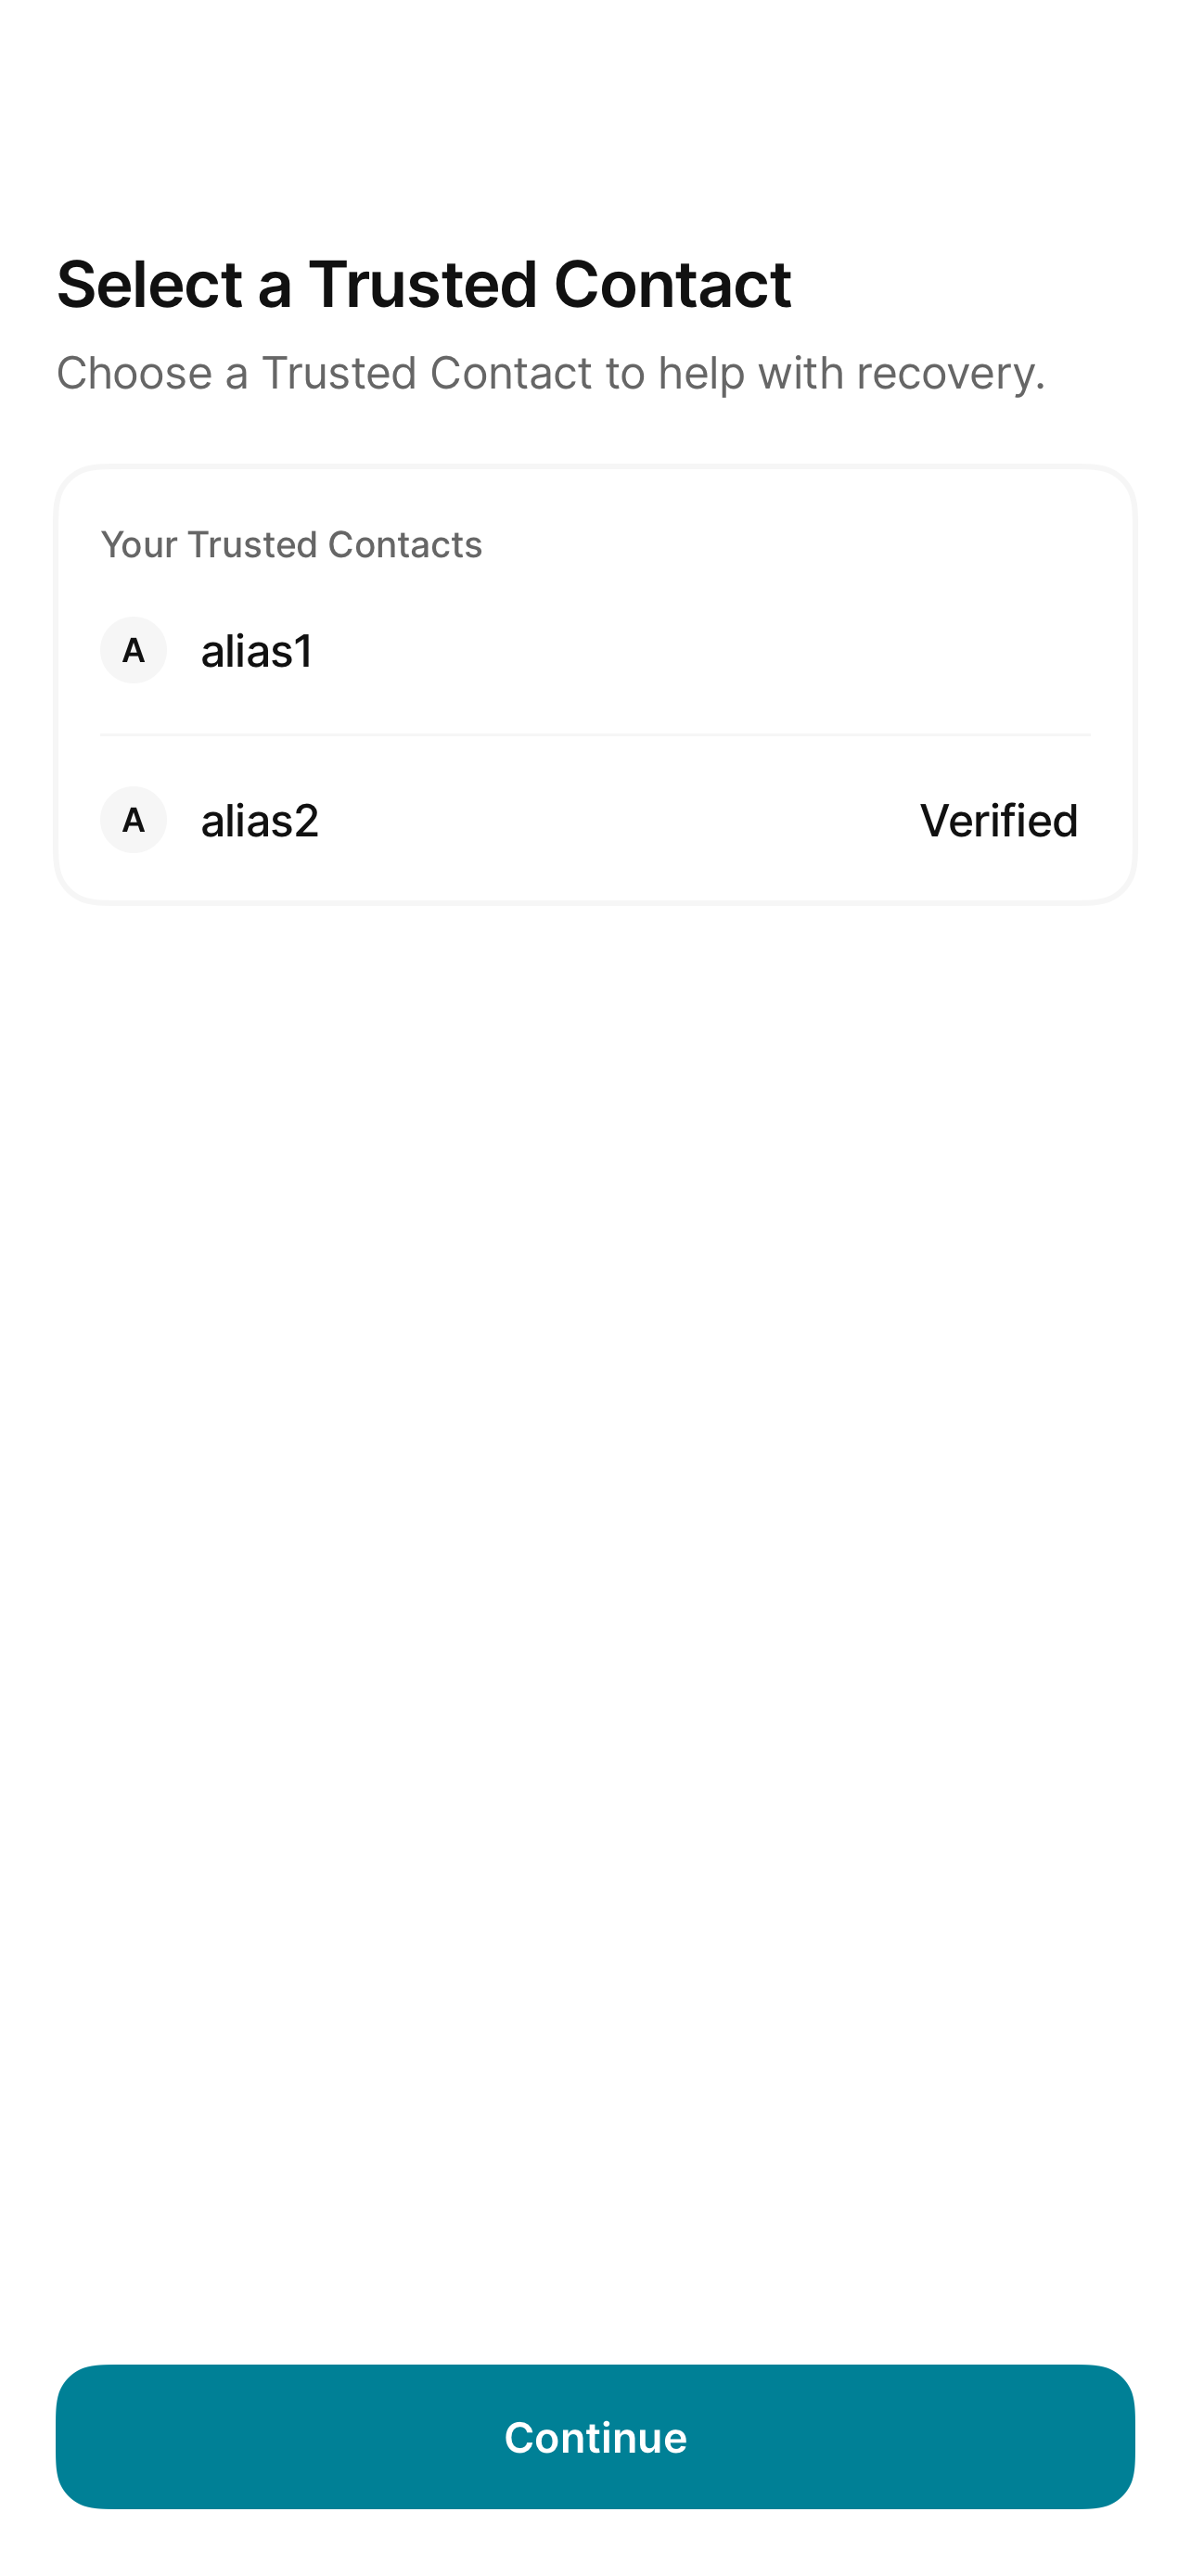 Select a Trusted Contact
Choose a Trusted Contact to help with recovery.
Your Trusted Contacts
A alias1
A alias2 Verified
Continue